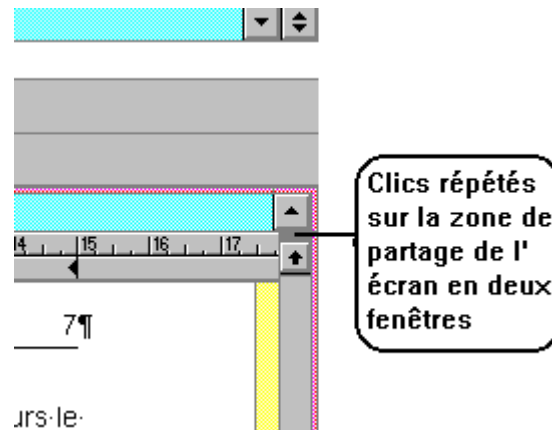 Clics répétés
sur la zone de
partage de l'
écran en deux
fenêtres
14 15 16 17
7¶
urs·le·